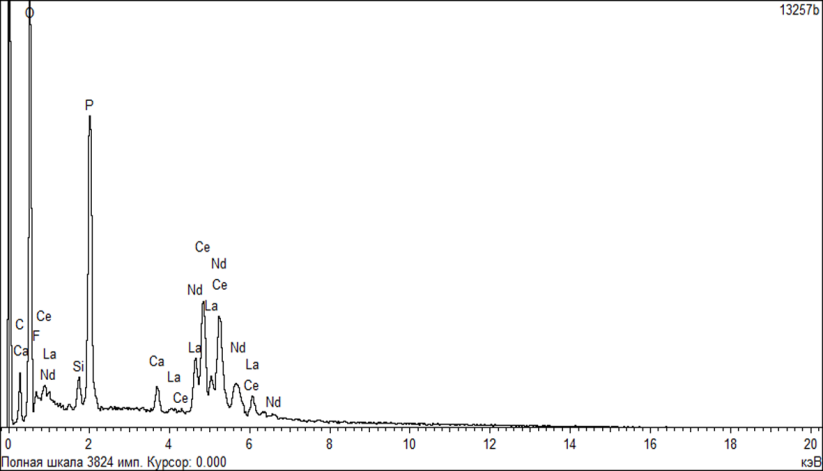 13257b
O
P
Ce
Nd
C
Ce
Ce
Nd
La
F
Ca
La
Nd
Si
Ca
La
Ce
La
Nd
La
Ce
Nd
0 2 4 6 8 10 12 14 16 18 20
Полная шкала 3824 имп. Курсор: 0.000 кэВ